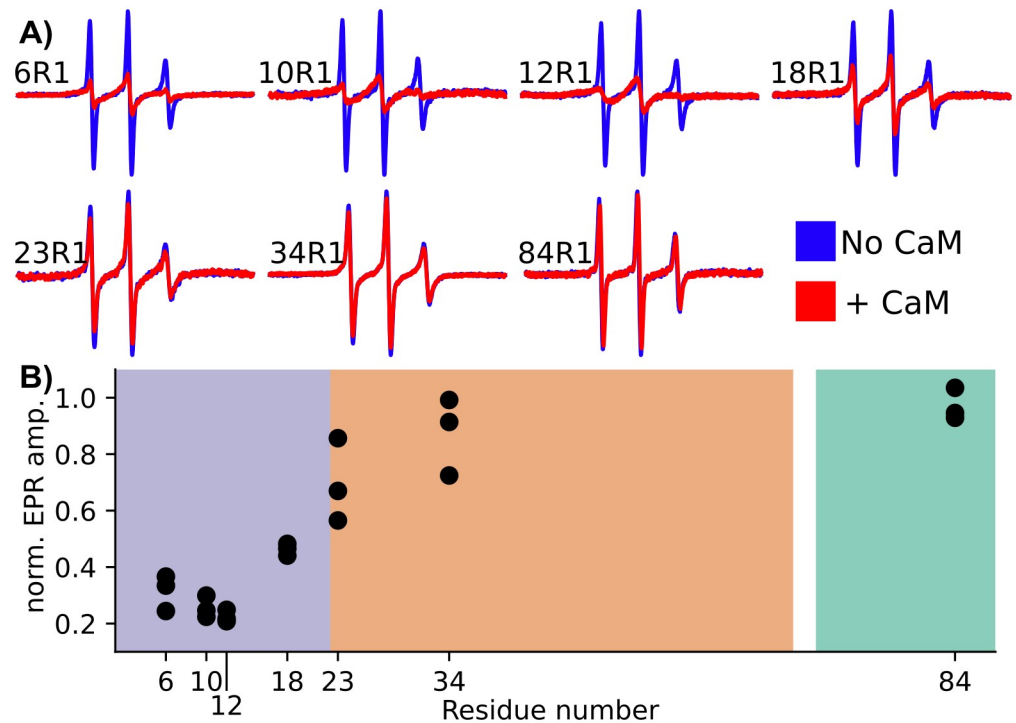 A)
6R1
10R1
12R1
18R1
23R1
34R1
84R1
No CaM
+ CaM
B)
norm. EPR amp.
1.0
0.8
0.6
0.4
0.2
6
10
12
18
23
34
84
Residue number